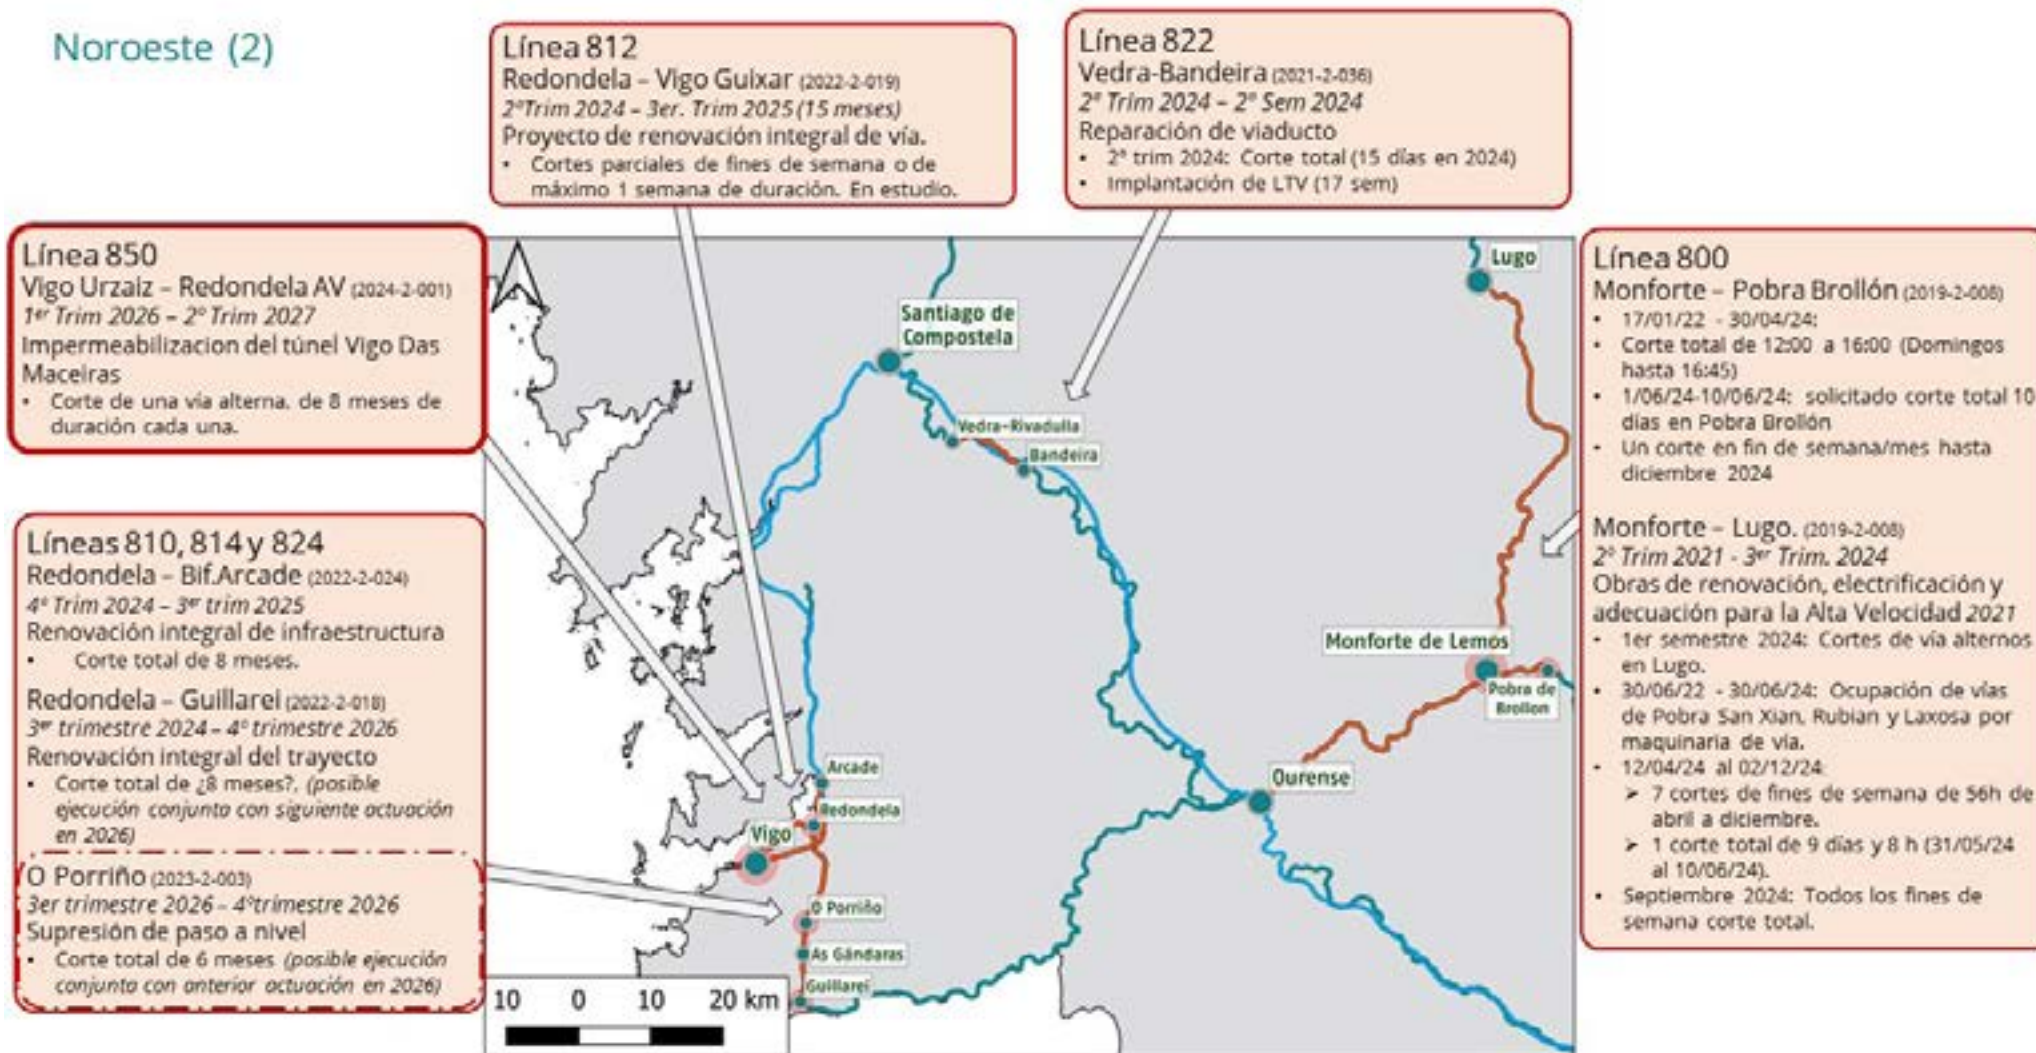 Noroeste (2)
Línea 812
Redondela – Vigo Guixar (2022-2-019)
2ºTrim 2024 – 3er. Trim 2025 (15 meses)
Proyecto de renovación integral de vía.
• Cortes parciales de fines de semana o de
máximo 1 semana de duración. En estudio.
Línea 822
Vedra-Bandeira (2021-2-036)
2º Trim 2024 – 2º Sem 2024
Reparación de viaducto
• 2º trim 2024: Corte total (15 días en 2024)
• Implantación de LTV (17 sem)
Línea 850
Vigo Urzaiz – Redondela AV (2024-2-001)
1er Trim 2026 – 2º Trim 2027
Impermeabilizacion del túnel Vigo Das
Maceiras
• Corte de una vía alterna, de 8 meses de
duración cada una.
Líneas 810, 814 y 824
Redondela – Bif.Arcade (2022-2-024)
4º Trim 2024 – 3er trim 2025
Renovación integral de infraestructura
• Corte total de 8 meses.
Redondela – Guillarei (2022-2-018)
3er trimestre 2024 – 4º trimestre 2026
Renovación integral del trayecto
• Corte total de ¿8 meses?, (posible
ejecución conjunta con siguiente actuación
en 2026)
O Porriño (2023-2-003)
3er trimestre 2026 – 4ºtrimestre 2026
Supresión de paso a nivel
• Corte total de 6 meses (posible ejecución
conjunta con anterior actuación en 2026)
Línea 800
Monforte – Pobra Brollón (2019-2-008)
• 17/01/22 - 30/04/24:
• Corte total de 12:00 a 16:00 (Domingos
hasta 16:45)
• 1/06/24-10/06/24: solicitado corte total 10
días en Pobra Brollón
• Un corte en fin de semana/mes hasta
diciembre 2024
Monforte – Lugo. (2019-2-008)
2º Trim 2021 - 3er Trim. 2024
Obras de renovación, electrificación y
adecuación para la Alta Velocidad 2021
• 1er semestre 2024: Cortes de vía alternos
en Lugo.
• 30/06/22 - 30/06/24: Ocupación de vías
de Pobra San Xian, Rubian y Laxosa por
maquinaria de vía.
• 12/04/24 al 02/12/24:
➢ 7 cortes de fines de semana de 56h de
abril a diciembre.
➢ 1 corte total de 9 días y 8 h (31/05/24
al 10/06/24).
• Septiembre 2024: Todos los fines de
semana corte total.
Lugo
Santiago de
Compostela
Vedra-Rivadulla
Bandeira
Monforte de Lemos
Pobra de
Brollon
Ourense
Arcade
Redondela
Vigo
O Porriño
As Gándaras
Guillarei
10 0 10 20 km